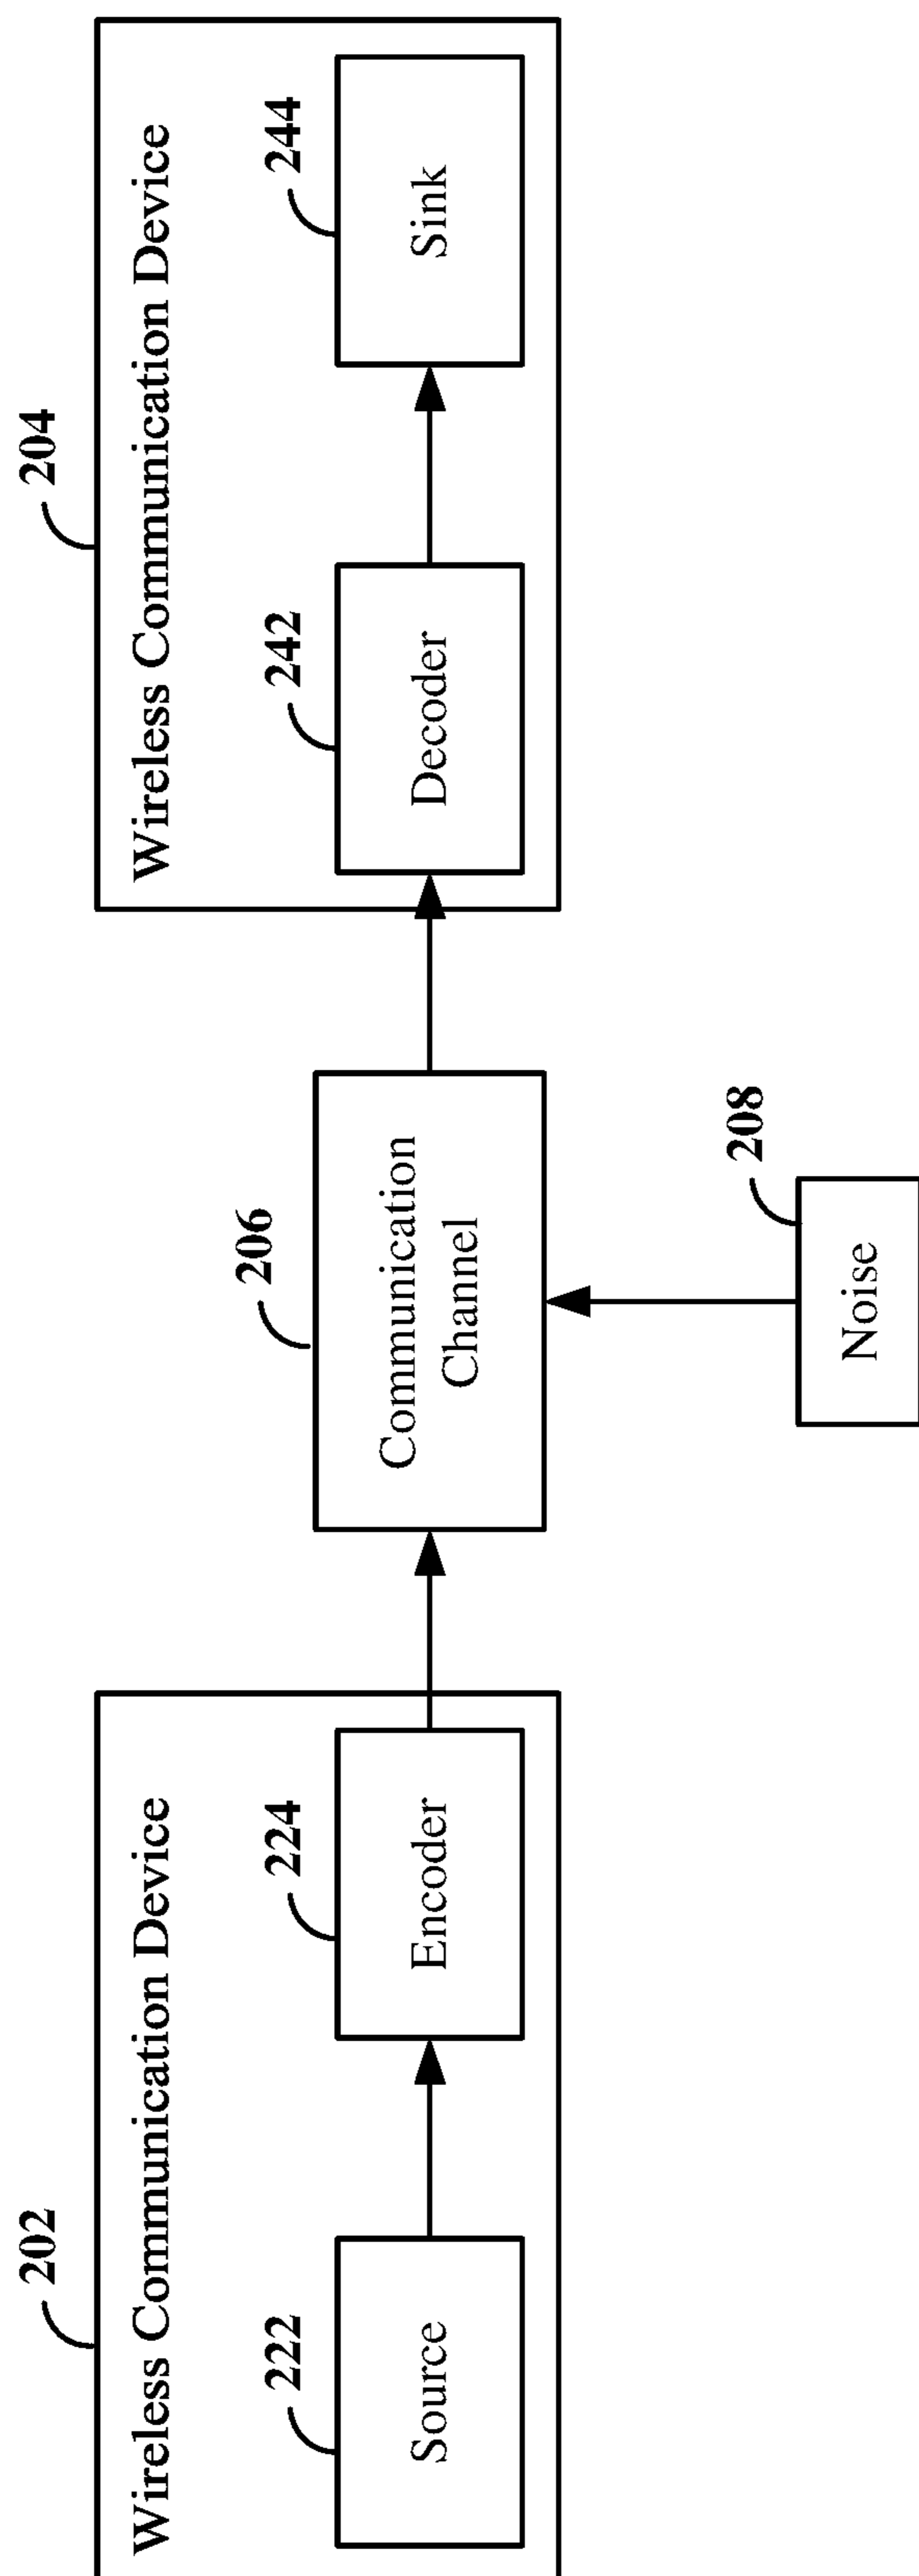 202
Wireless Communication Device
222
Source
224
Encoder
206
Communication
Channel
208
Noise
204
Wireless Communication Device
242
Decoder
244
Sink